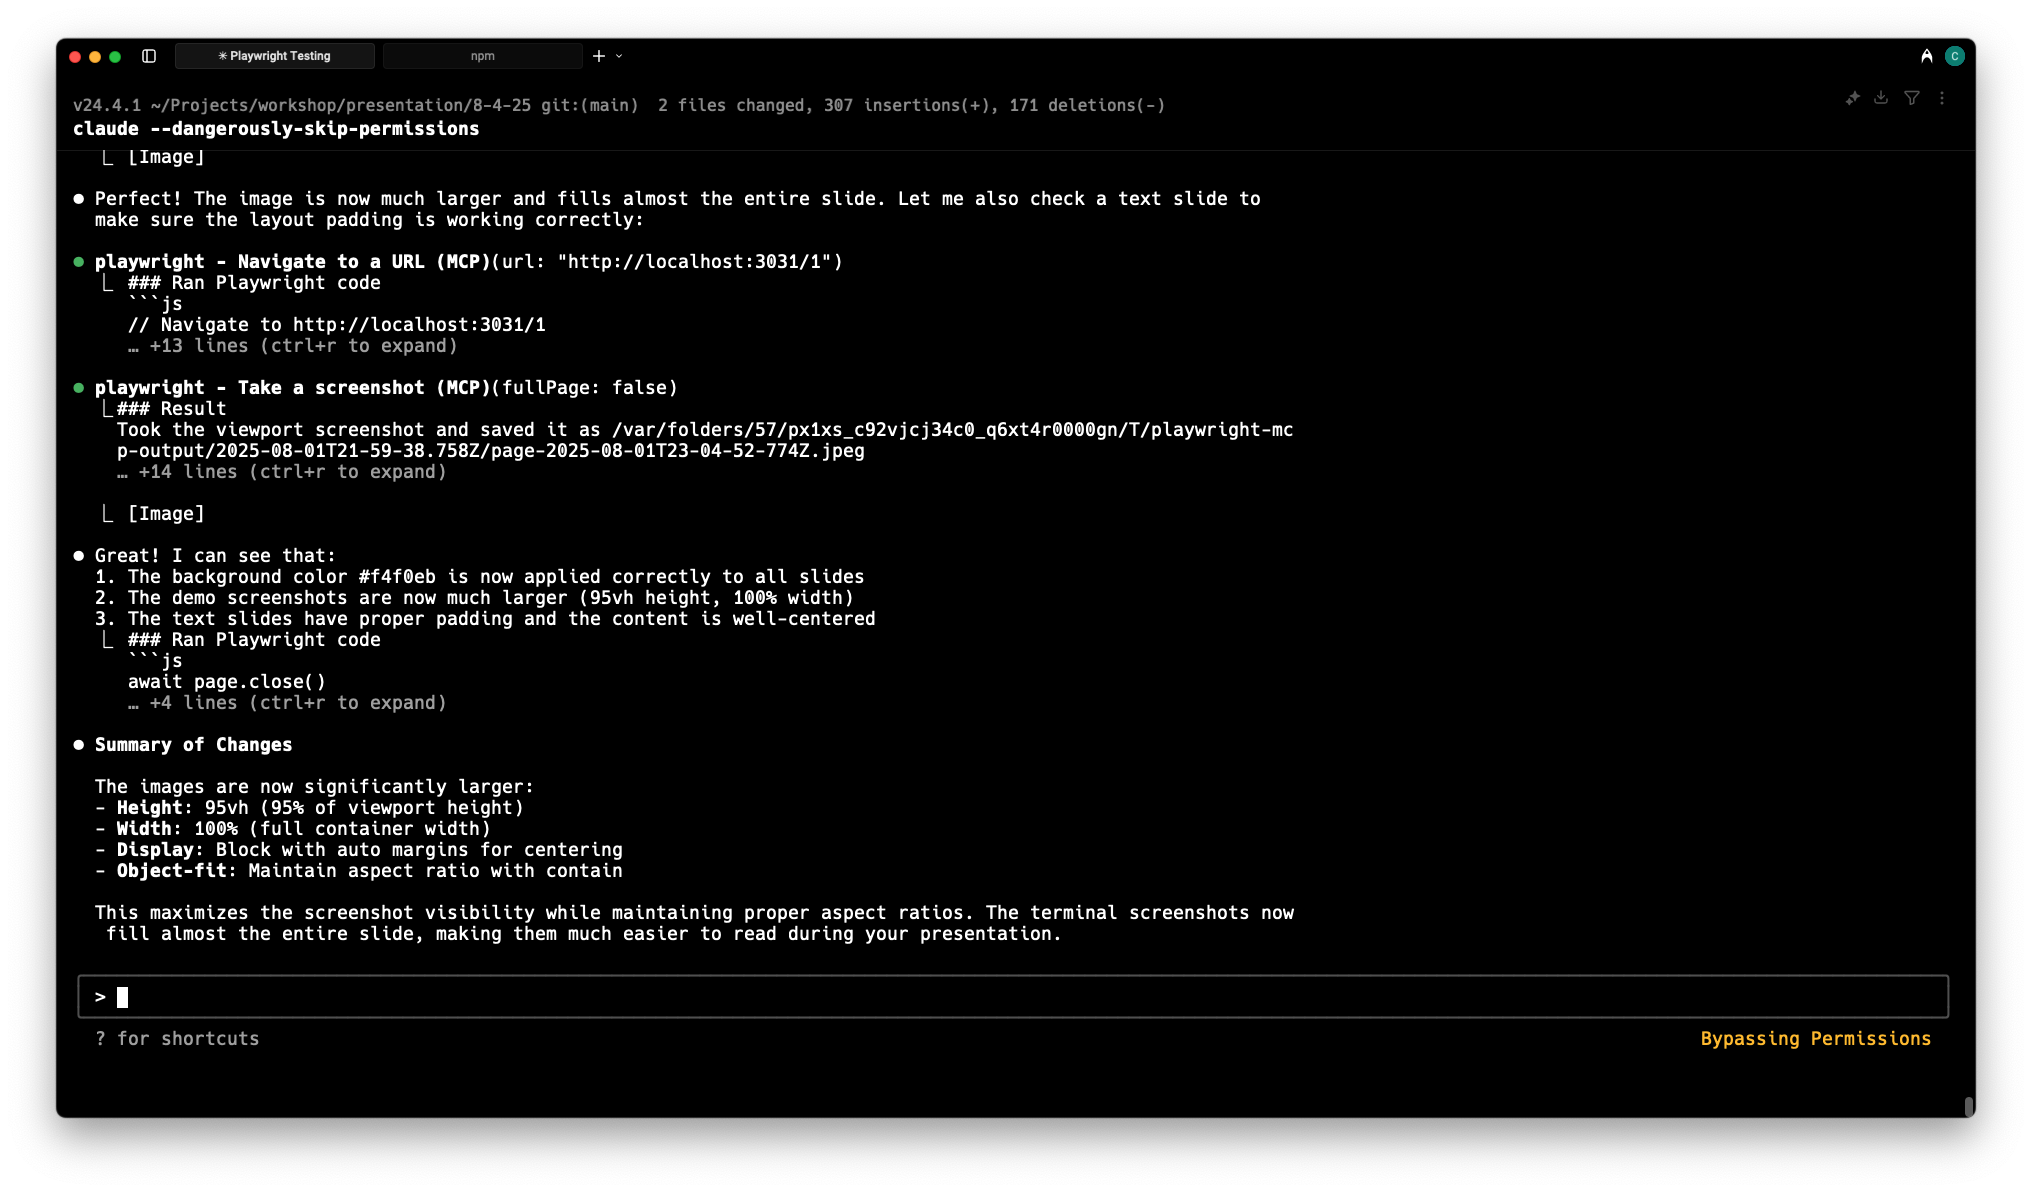 ✳ Playwright Testing
npm
C
v24.4.1 ~/Projects/workshop/presentation/8-4-25 git:(main)  2 files changed, 307 insertions(+), 171 deletions(-)
claude --dangerously-skip-permissions
⎿ [Image]
● Perfect! The image is now much larger and fills almost the entire slide. Let me also check a text slide to
make sure the layout padding is working correctly:
● playwright - Navigate to a URL (MCP)(url: "http://localhost:3031/1")
⎿ ### Ran Playwright code
```js
// Navigate to http://localhost:3031/1
… +13 lines (ctrl+r to expand)
● playwright - Take a screenshot (MCP)(fullPage: false)
⎿ ### Result
Took the viewport screenshot and saved it as /var/folders/57/px1xs_c92vjcj34c0_q6xt4r0000gn/T/playwright-mc
p-output/2025-08-01T21-59-38.758Z/page-2025-08-01T23-04-52-774Z.jpeg
… +14 lines (ctrl+r to expand)
⎿ [Image]
● Great! I can see that:
1. The background color #f4f0eb is now applied correctly to all slides
2. The demo screenshots are now much larger (95vh height, 100% width)
3. The text slides have proper padding and the content is well-centered
⎿ ### Ran Playwright code
```js
await page.close()
… +4 lines (ctrl+r to expand)
● Summary of Changes
The images are now significantly larger:
- Height: 95vh (95% of viewport height)
- Width: 100% (full container width)
- Display: Block with auto margins for centering
- Object-fit: Maintain aspect ratio with contain
This maximizes the screenshot visibility while maintaining proper aspect ratios. The terminal screenshots now
fill almost the entire slide, making them much easier to read during your presentation.
>
? for shortcuts
Bypassing Permissions